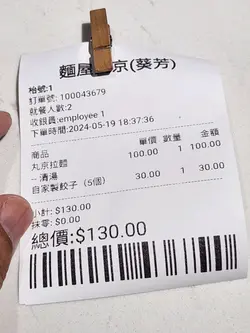 麵屋 京(葵芳)
枱號:1
訂單號: 100043679
就餐人數:2
收銀員:employee 1
下單時間:2024-05-19 18:37:36
商品 單價 數量 金額
丸京拉麵 100.00 1 100.00
– 清湯
自家製餃子（5個） 30.00 1 30.00
小計: $130.00
抹零: $0.00
總價:$130.00